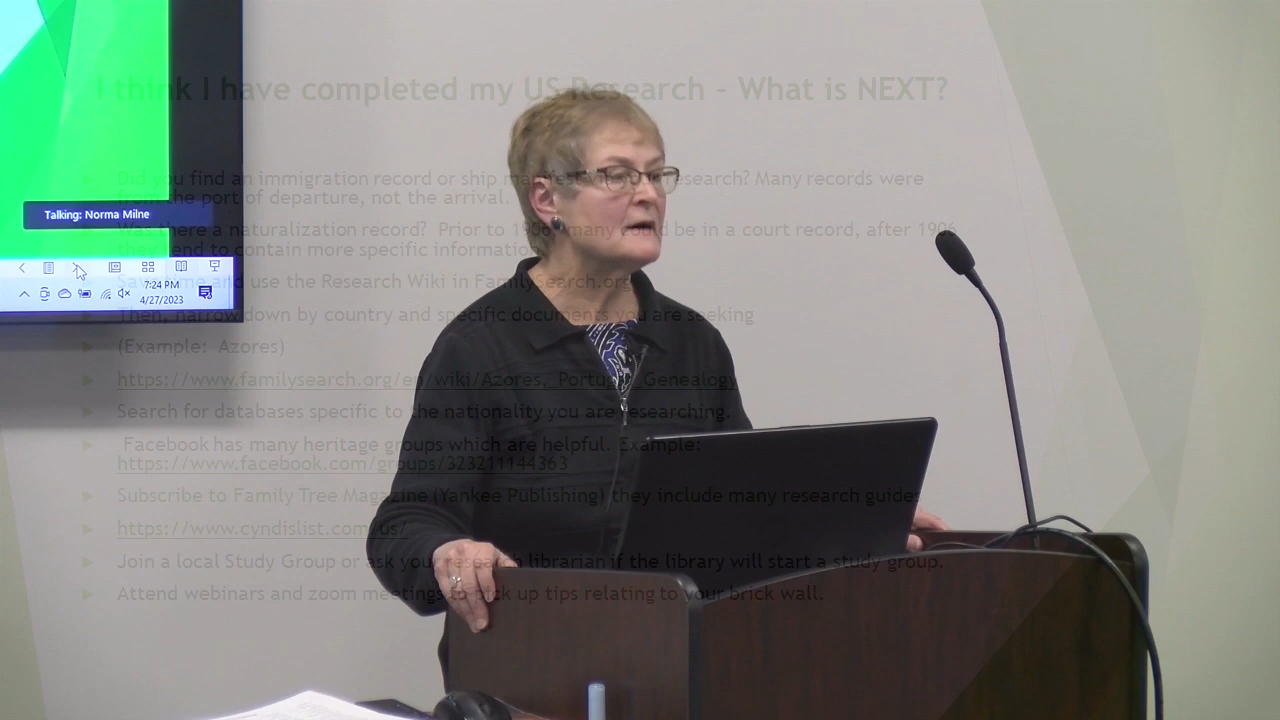 I think I have completed my US Research – What is NEXT?
Did you find an immigration record or ship research? Many records were
from the port of departure, not the arrival.
Was there a naturalization record? Prior to 1906 many could be in a court record, after 1906
they tend to contain more specific information
Save time and use the Research Wiki in FamilySearch.org
Then, narrow down by country and specific documents you are seeking
(Example: Azores)
https://www.familysearch.org/en/wiki/Azores,_Portugal_Genealogy
Search for databases specific to the nationality you are researching.
Facebook has many heritage groups which are helpful. Example:
https://www.facebook.com/groups/323211144363
Subscribe to Family Tree Magazine (Yankee Publishing) they include many research guides
https://www.cyndislist.com/us/
Join a local Study Group or ask your research librarian if the library will start a study group.
Attend webinars and zoom meetings to pick up tips relating to your brick wall.
Talking: Norma Milne
7:24 PM
4/27/2023